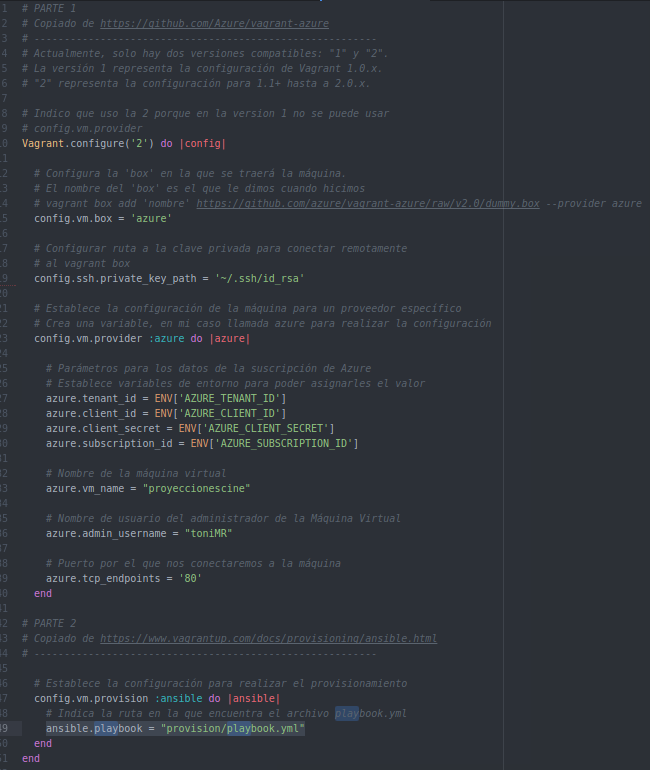 1 # PARTE 1
2 # Copiado de https://github.com/Azure/vagrant-azure
3 # ---------------------------------------------------------
4 # Actualmente, solo hay dos versiones compatibles: "1" y "2".
5 # La versión 1 representa la configuración de Vagrant 1.0.x.
6 # "2" representa la configuración para 1.1+ hasta a 2.0.x.
7
8 # Indico que uso la 2 porque en la version 1 no se puede usar
9 # config.vm.provider
10 Vagrant.configure('2') do |config|
11
12 # Configura la 'box' en la que se traerá la máquina.
13 # El nombre del 'box' es el que le dimos cuando hicimos
14 # vagrant box add 'nombre' https://github.com/azure/vagrant-azure/raw/v2.0/dummy.box --provider azure
15 config.vm.box = 'azure'
16
17 # Configurar ruta a la clave privada para conectar remotamente
18 # al vagrant box
19 config.ssh.private_key_path = '~/.ssh/id_rsa'
20
21 # Establece la configuración de la máquina para un proveedor específico
22 # Crea una variable, en mi caso llamada azure para realizar la configuración
23 config.vm.provider :azure do |azure|
24
25 # Parámetros para los datos de la suscripción de Azure
26 # Establece variables de entorno para poder asignarles el valor
27 azure.tenant_id = ENV['AZURE_TENANT_ID']
28 azure.client_id = ENV['AZURE_CLIENT_ID']
29 azure.client_secret = ENV['AZURE_CLIENT_SECRET']
30 azure.subscription_id = ENV['AZURE_SUBSCRIPTION_ID']
31
32 # Nombre de la máquina virtual
33 azure.vm_name = "proyeccionescine"
34
35 # Nombre de usuario del administrador de la Máquina Virtual
36 azure.admin_username = "toniMR"
37
38 # Puerto por el que nos conectaremos a la máquina
39 azure.tcp_endpoints = '80'
40 end
41
42 # PARTE 2
43 # Copiado de https://www.vagrantup.com/docs/provisioning/ansible.html
44 # ---------------------------------------------------------
45
46 # Establece la configuración para realizar el provisionamiento
47 config.vm.provision :ansible do |ansible|
48 # Indica la ruta en la que encuentra el archivo playbook.yml
49 ansible.playbook = "provision/playbook.yml"
50 end
51 end